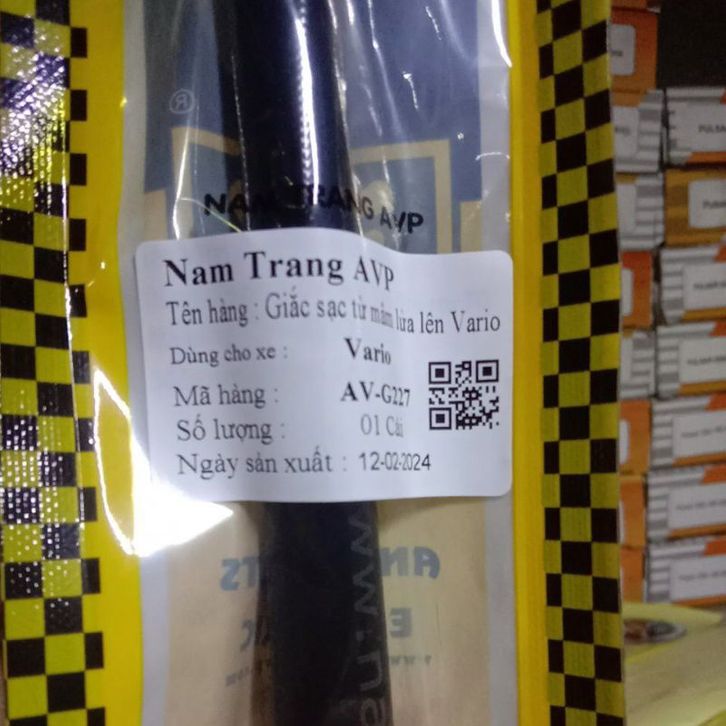 ®
NAM TRANG AVP
Nam Trang AVP
Tên hàng : Giắc sạc từ mâm lửa lên Vario
Dùng cho xe : Vario
Mã hàng : AV-G227
Số lượng : 01 Cái
Ngày sản xuất : 12-02-2024